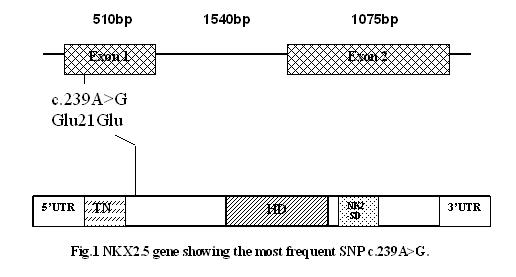 510bp 1540bp 1075bp
Exon 1 Exon 2
c.239A>G
Glu21Glu
5'UTR TN HD NK2 3'UTR
SD
Fig.1 NKX2.5 gene showing the most frequent SNP c.239A>G.